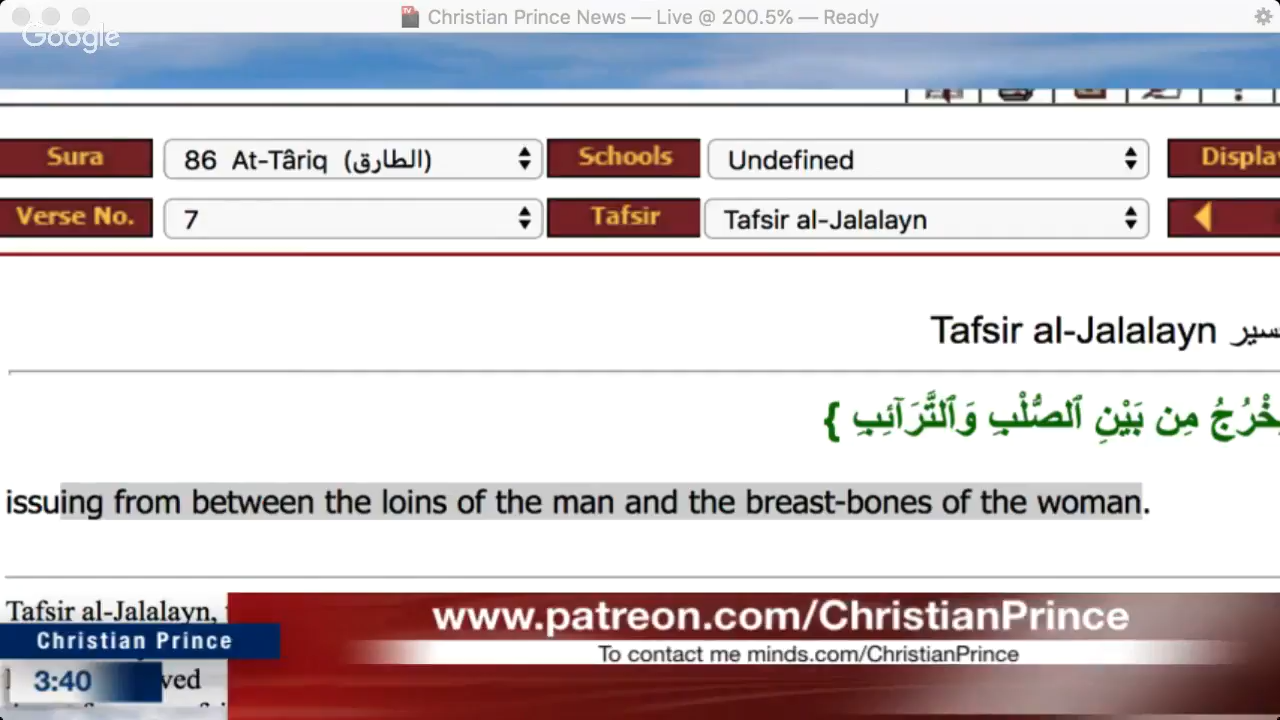 Christian Prince News — Live @ 200.5% — Ready
Google
Sura 86 At-Târiq (الطارق) Schools Undefined
Verse No. 7 Tafsir Tafsir al-Jalalayn
Tafsir al-Jalalayn
مِن بَيْنِ ٱلصُّلْبِ وَٱلتَّرَآئِبِ }
issuing from between the loins of the man and the breast-bones of the woman.
Tafsir al-Jalalayn,
www.patreon.com/ChristianPrince
Christian Prince
To contact me minds.com/ChristianPrince
3:40